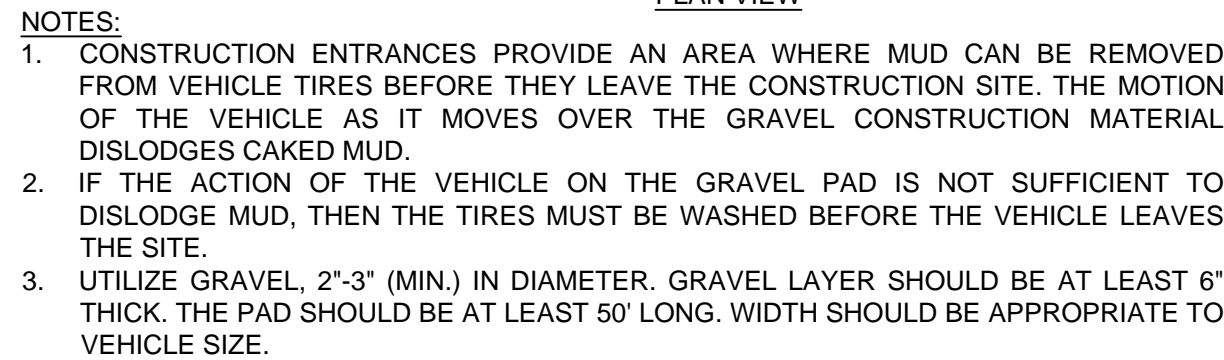 PLAN VIEW
NOTES:
1. CONSTRUCTION ENTRANCES PROVIDE AN AREA WHERE MUD CAN BE REMOVED
FROM VEHICLE TIRES BEFORE THEY LEAVE THE CONSTRUCTION SITE. THE MOTION
OF THE VEHICLE AS IT MOVES OVER THE GRAVEL CONSTRUCTION MATERIAL
DISLODGES CAKED MUD.
2. IF THE ACTION OF THE VEHICLE ON THE GRAVEL PAD IS NOT SUFFICIENT TO
DISLODGE MUD, THEN THE TIRES MUST BE WASHED BEFORE THE VEHICLE LEAVES
THE SITE.
3. UTILIZE GRAVEL, 2"-3" (MIN.) IN DIAMETER. GRAVEL LAYER SHOULD BE AT LEAST 6"
THICK. THE PAD SHOULD BE AT LEAST 50' LONG. WIDTH SHOULD BE APPROPRIATE TO
VEHICLE SIZE.